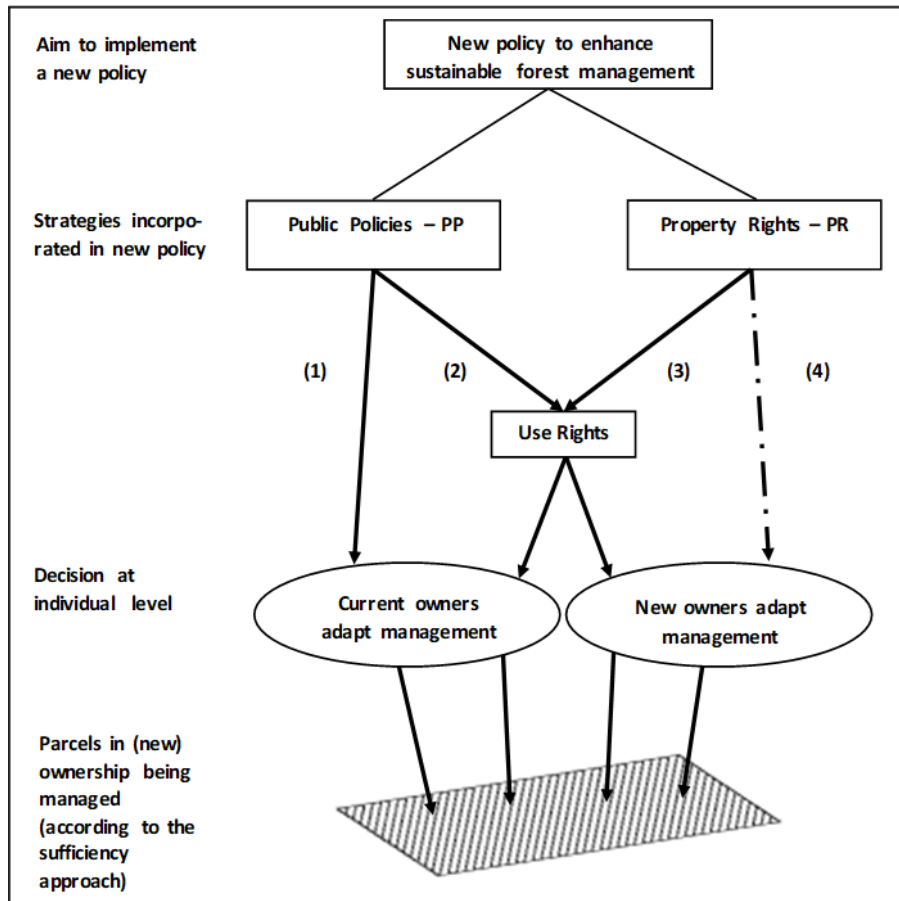 Aim to implement
a new policy
New policy to enhance
sustainable forest management
Strategies incorpo-
rated in new policy
Public Policies – PP
Property Rights – PR
(1)
(2)
(3)
(4)
Use Rights
Decision at
individual level
Current owners
adapt management
New owners adapt
management
Parcels in (new)
ownership being
managed
(according to the
sufficiency
approach)